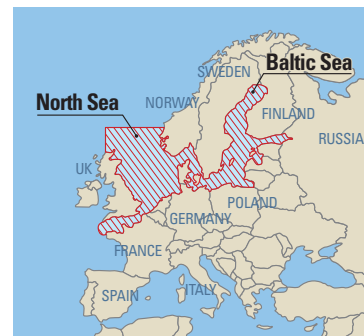 SWEDEN
Baltic Sea
North Sea
NORWAY
FINLAND
RUSSIA
UK
POLAND
GERMANY
FRANCE
SPAIN
ITALY